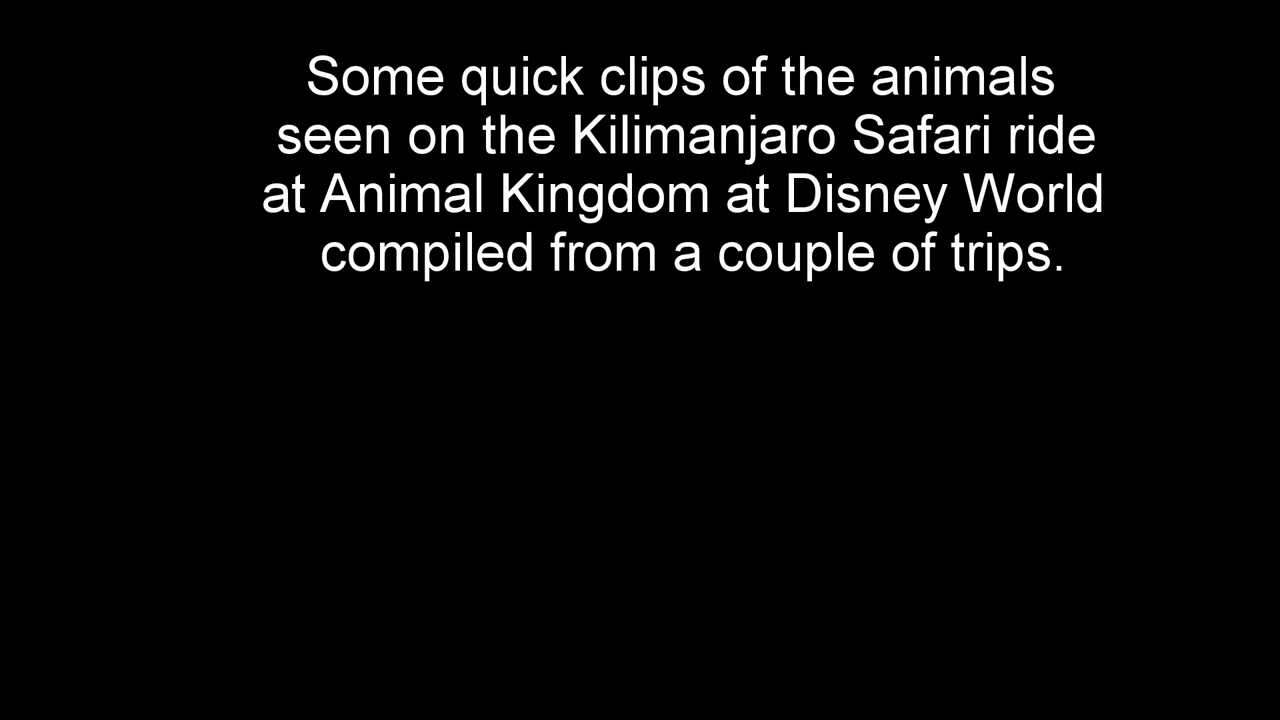 Some quick clips of the animals
seen on the Kilimanjaro Safari ride
at Animal Kingdom at Disney World
compiled from a couple of trips.